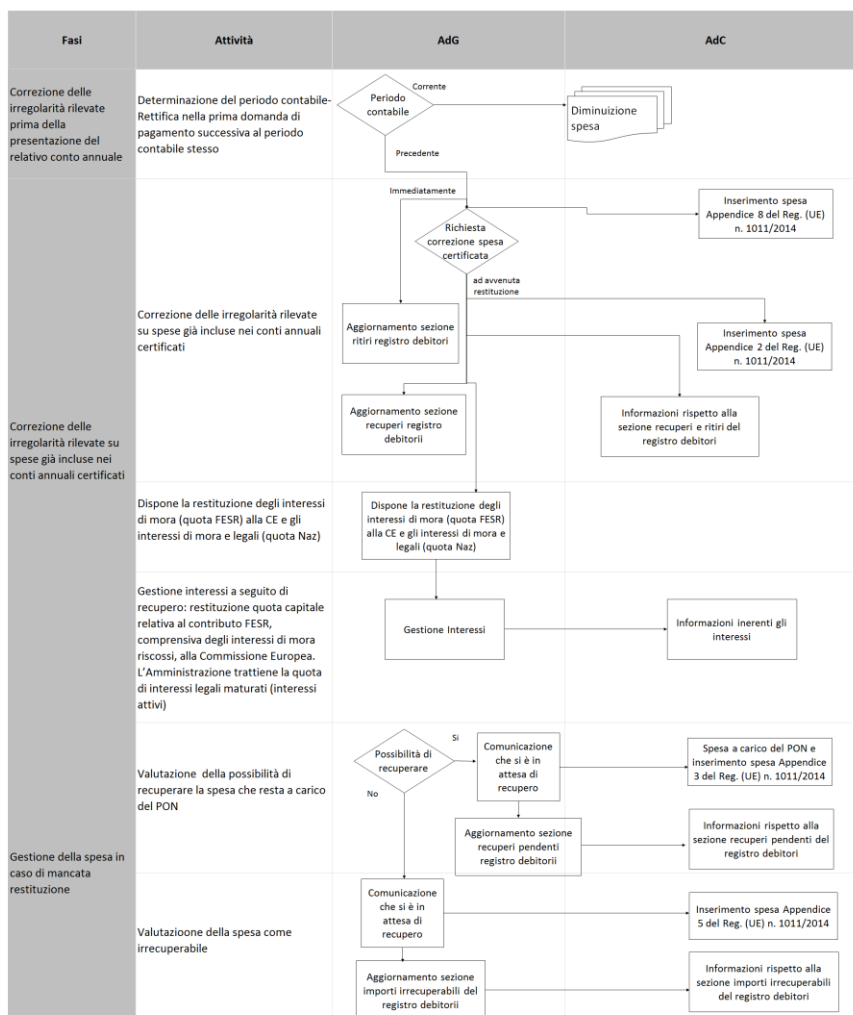 Fasi
Attività
AdG
AdC
Correzione delle
irregolarità rilevate
prima della
presentazione del
relativo conto annuale
Determinazione del periodo contabile-
Rettifica nella prima domanda di
pagamento successiva al periodo
contabile stesso
Periodo
contabile
Corrente
Diminuizione
spesa
Precedente
Immediatamente
Richiesta
correzione spesa
certificata
Inserimento spesa
Appendice 8 del Reg. (UE)
n. 1011/2014
ad avvenuta
restituzione
Correzione delle irregolarità rilevate
su spese già incluse nei conti annuali
certificati
Aggiornamento sezione
ritiri registro debitori
Inserimento spesa
Appendice 2 del Reg. (UE)
n. 1011/2014
Aggiornamento sezione
recuperi registro
debitorii
Informazioni rispetto alla
sezione recuperi e ritiri del
registro debitori
Correzione delle
irregolarità rilevate su
spese già incluse nei
conti annuali certificati
Dispone la restituzione degli interessi
di mora (quota FESR) alla CE e gli
interessi di mora e legali (quota Naz)
Dispone la restituzione degli
interessi di mora (quota FESR)
alla CE e gli interessi di mora e
legali (quota Naz)
Gestione interessi a seguito di
recupero: restituzione quota capitale
relativa al contributo FESR,
comprensiva degli interessi di mora
riscossi, alla Commissione Europea.
L’Amministrazione trattiene la quota
di interessi legali maturati (interessi
attivi)
Gestione Interessi
Informazioni inerenti gli
interessi
Valutazione  della possibilità di
recuperare la spesa che resta a carico
del PON
Possibilità di
recuperare
Si
No
Comunicazione
che si è in
attesa di
recupero
Spesa a carico del PON e
inserimento spesa Appendice
3 del Reg. (UE) n. 1011/2014
Aggiornamento sezione
recuperi pendenti
registro debitorii
Informazioni rispetto alla
sezione recuperi pendenti del
registro debitori
Gestione della spesa in
caso di mancata
restituzione
Valutazioone della spesa come
irrecuperabile
Comunicazione
che si è in
attesa di
recupero
Inserimento spesa Appendice
5 del Reg. (UE) n. 1011/2014
Aggiornamento sezione
importi irrecuperabili del
registro debitorii
Informazioni rispetto alla
sezione importi irrecuperabili
del registro debitori